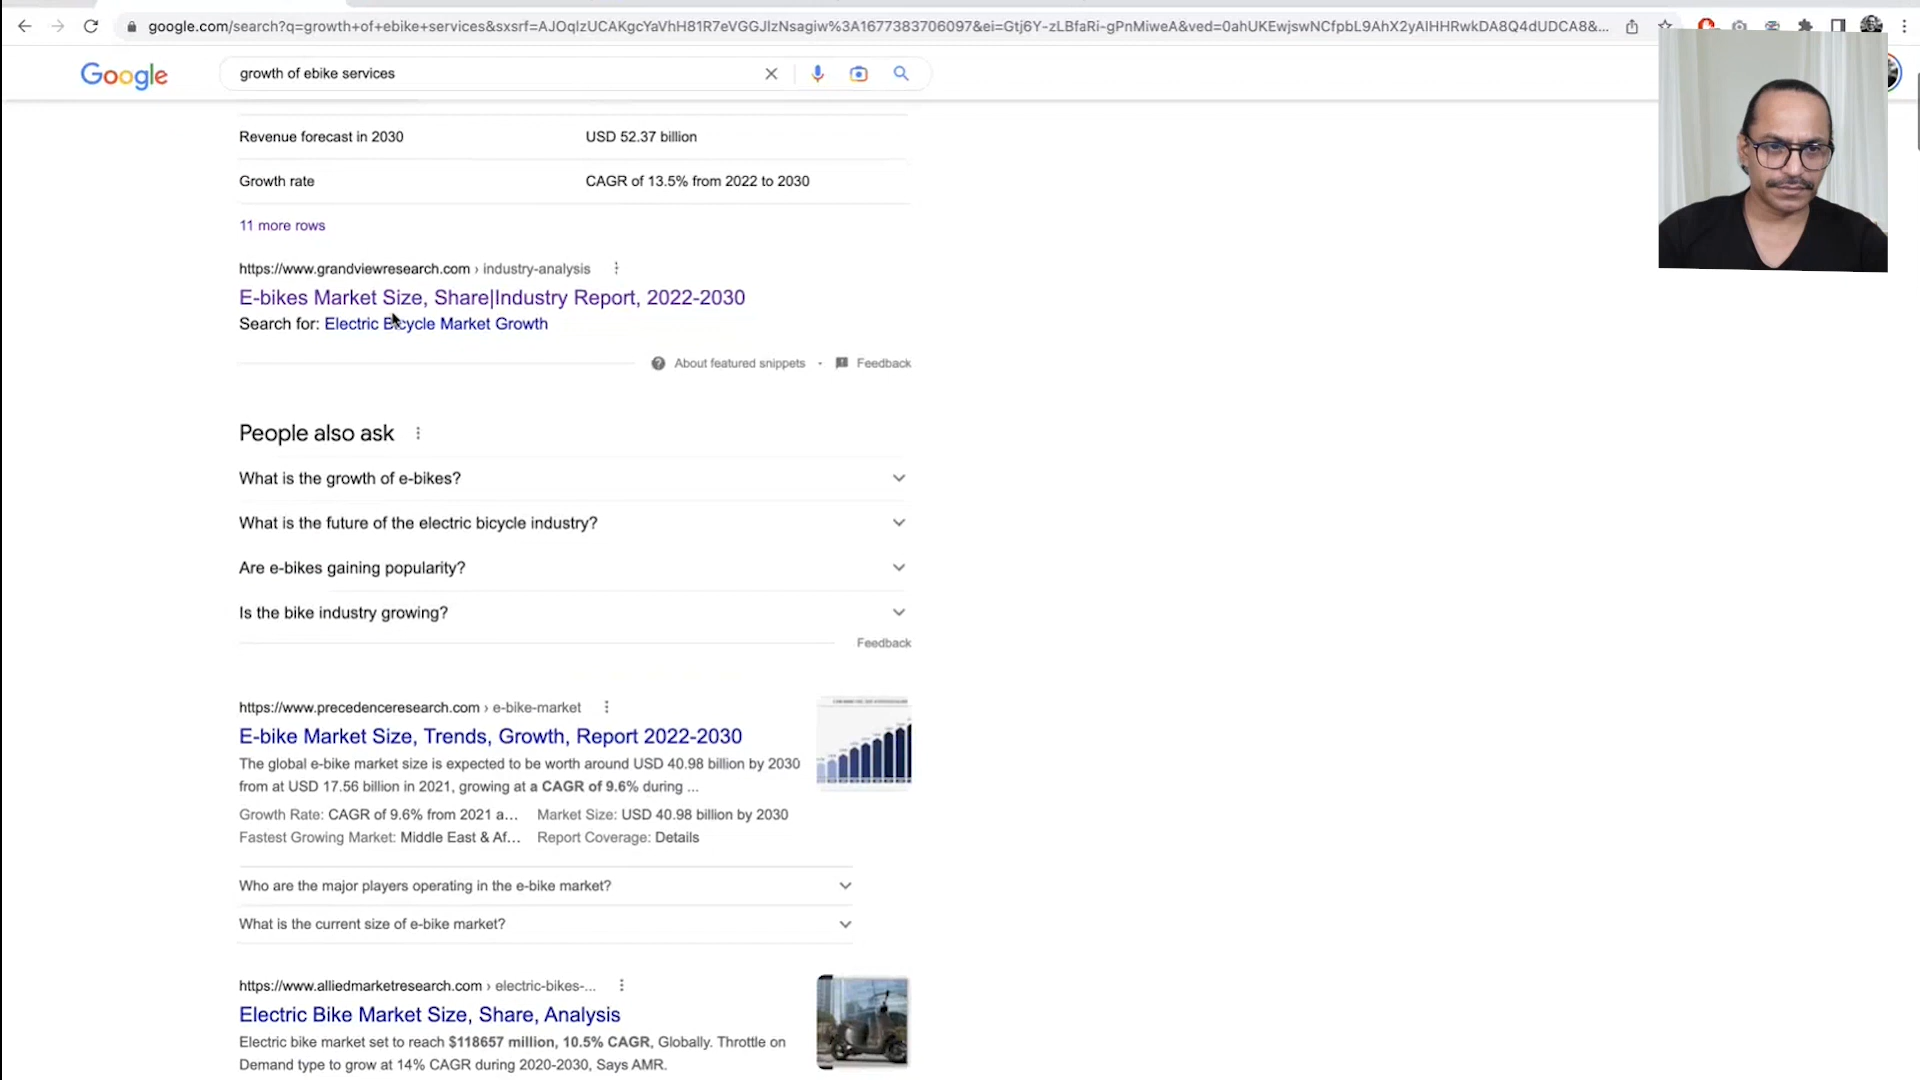 google.com/search?q=growth+of+ebike+services&sxsrf=AJOqlzUCAKgcYaVhH81R7eVGGJlzNsagiw%3A1677383706097&ei=Gtj6Y-zLBfaRi-gPnMiweA&ved=0ahUKEwjswNCfpbL9AhX2yAIHHRwkDA8Q4dUDCA8&...
Google
growth of ebike services
Revenue forecast in 2030 USD 52.37 billion
Growth rate CAGR of 13.5% from 2022 to 2030
11 more rows
https://www.grandviewresearch.com › industry-analysis
E-bikes Market Size, Share|Industry Report, 2022-2030
Search for: Electric Bicycle Market Growth
About featured snippets · Feedback
People also ask
What is the growth of e-bikes?
What is the future of the electric bicycle industry?
Are e-bikes gaining popularity?
Is the bike industry growing?
Feedback
https://www.precedenceresearch.com › e-bike-market
E-bike Market Size, Trends, Growth, Report 2022-2030
The global e-bike market size is expected to be worth around USD 40.98 billion by 2030
from at USD 17.56 billion in 2021, growing at a CAGR of 9.6% during ...
Growth Rate: CAGR of 9.6% from 2021 a... Market Size: USD 40.98 billion by 2030
Fastest Growing Market: Middle East & Af... Report Coverage: Details
Who are the major players operating in the e-bike market?
What is the current size of e-bike market?
https://www.alliedmarketresearch.com › electric-bikes-...
Electric Bike Market Size, Share, Analysis
Electric bike market set to reach $118657 million, 10.5% CAGR, Globally. Throttle on
Demand type to grow at 14% CAGR during 2020-2030, Says AMR.